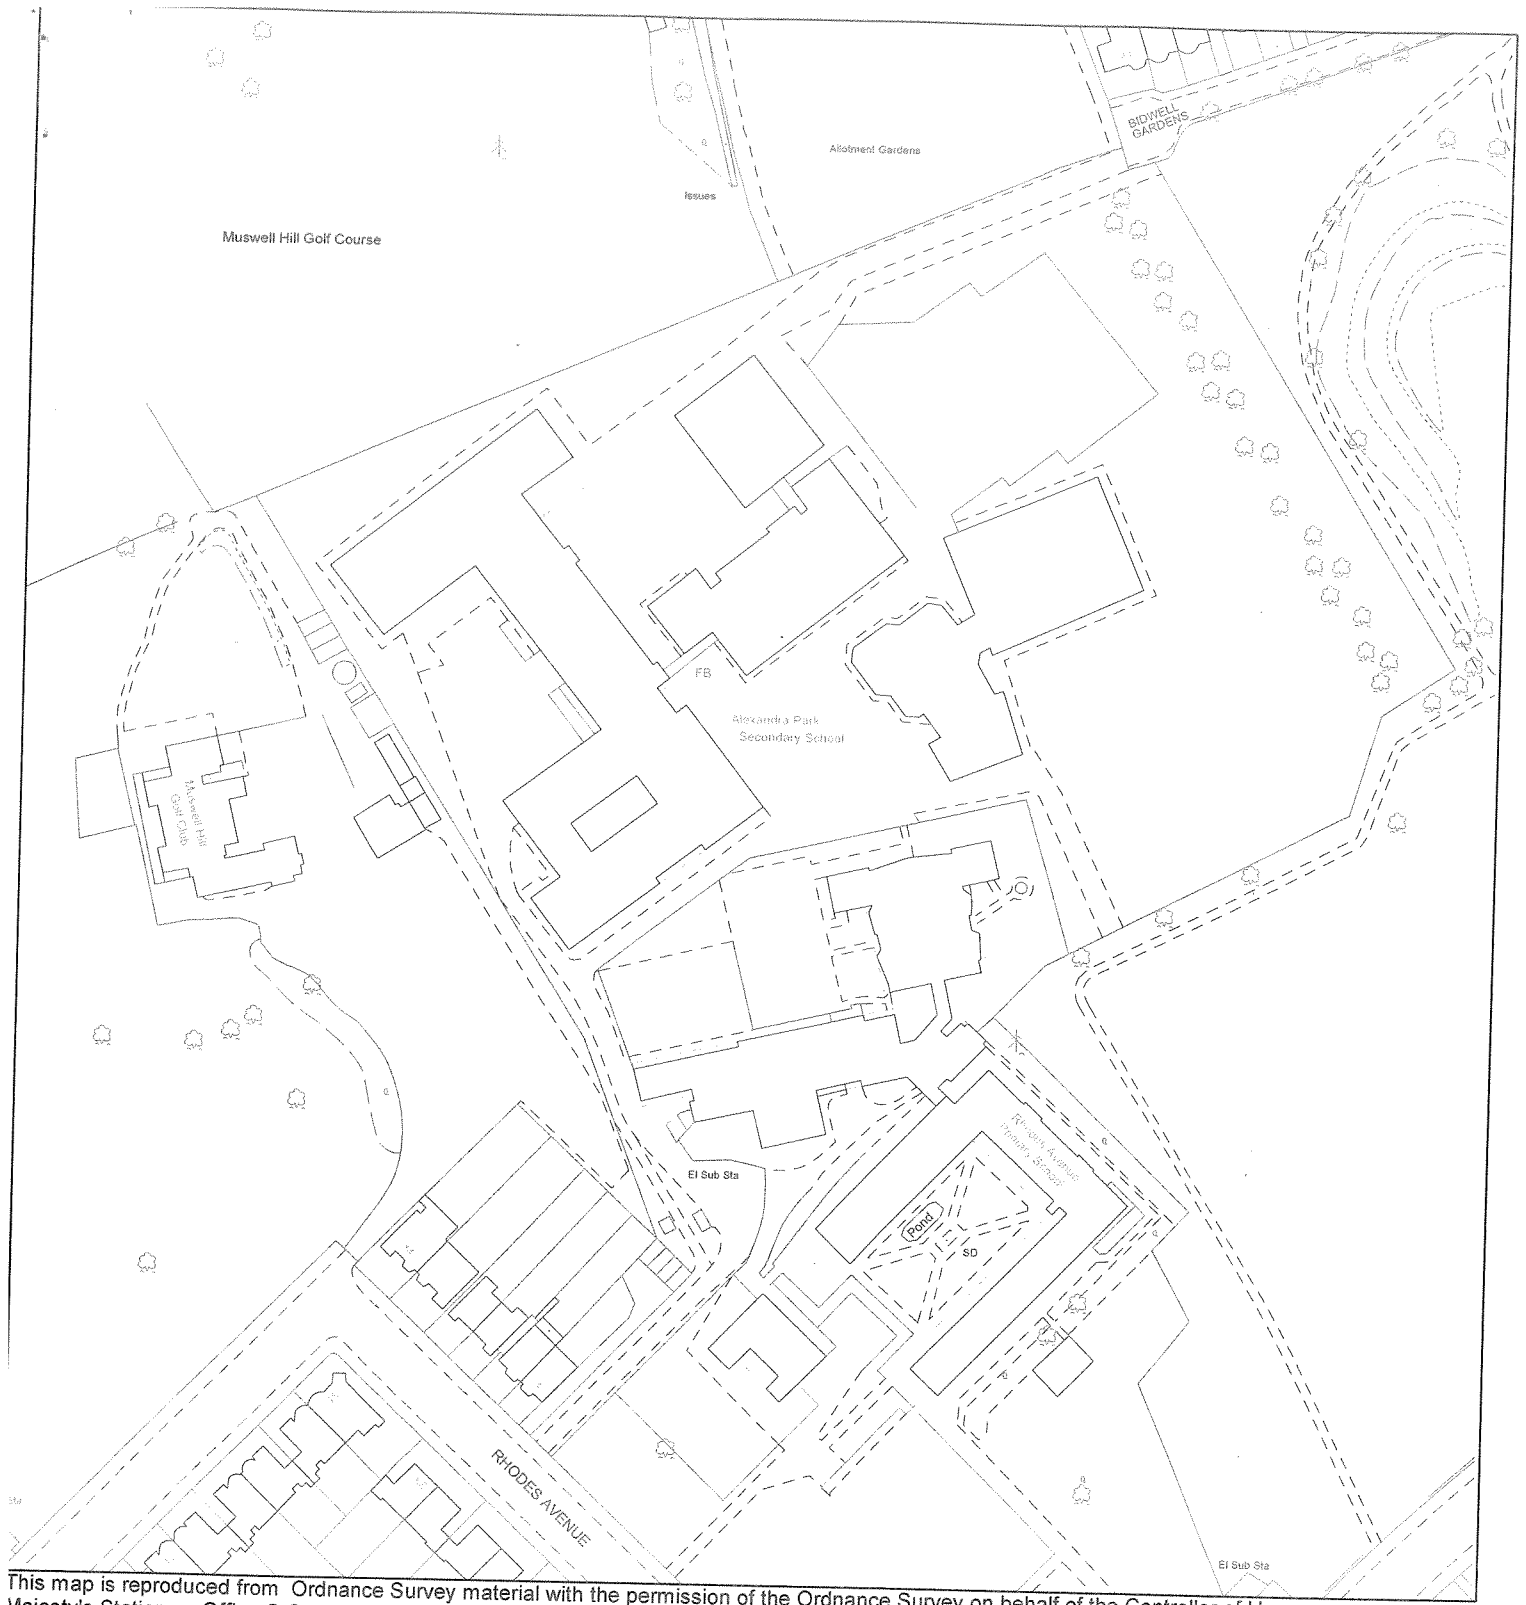 BIDWELL
GARDENS
Allotment Gardens
Issues
Muswell Hill Golf Course
FB
Alexandra Park
Secondary School
Muswell Hill
Golf Club
El Sub Sta
Rhodes Avenue
Primary School
Pond
SD
RHODES AVENUE
Sta
El Sub Sta
This map is reproduced from Ordnance Survey material with the permission of the Ordnance Survey on behalf of the Controller of